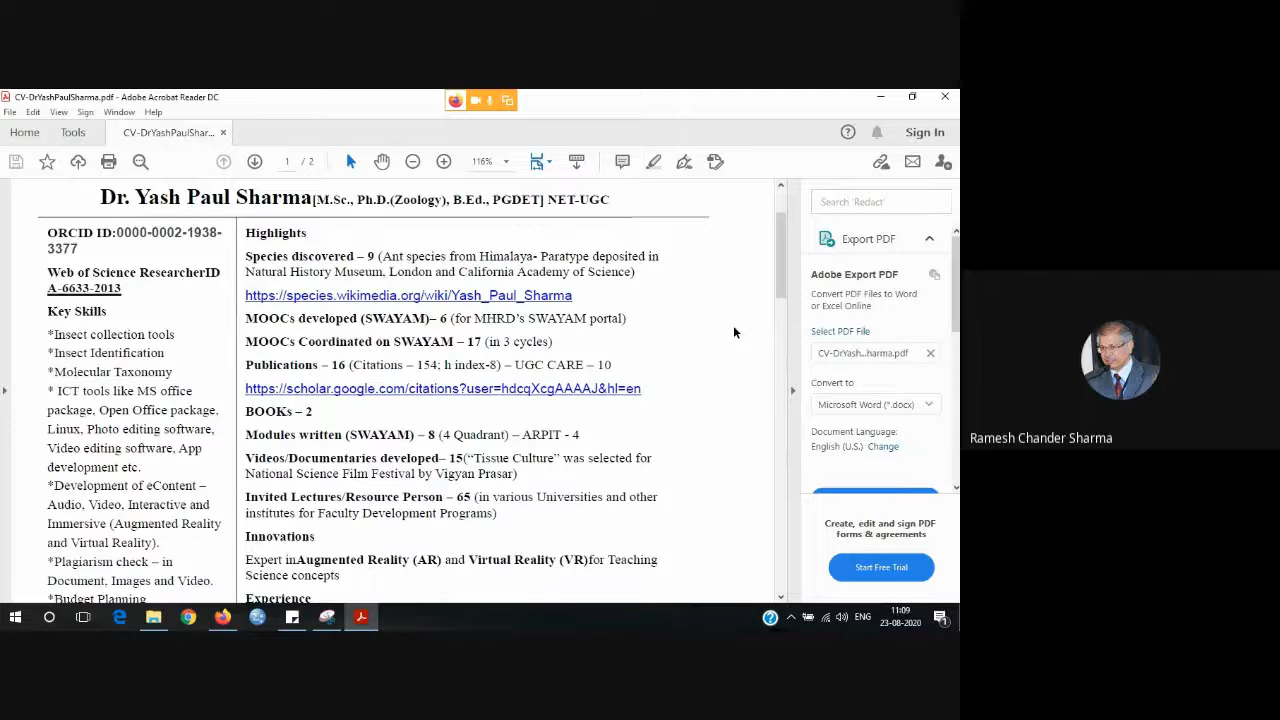 CV-DrYashPaulSharma.pdf - Adobe Acrobat Reader DC
File Edit View Sign Window Help
Home Tools CV-DrYashPaulShar... × Sign In
1 / 2 116%
Dr. Yash Paul Sharma[M.Sc., Ph.D.(Zoology), B.Ed., PGDET] NET-UGC
ORCID ID:0000-0002-1938-
3377
Web of Science ResearcherID
A-6633-2013
Key Skills
*Insect collection tools
*Insect Identification
*Molecular Taxonomy
* ICT tools like MS office
package, Open Office package,
Linux, Photo editing software,
Video editing software, App
development etc.
*Development of eContent –
Audio, Video, Interactive and
Immersive (Augmented Reality
and Virtual Reality).
*Plagiarism check – in
Document, Images and Video.
*Budget Planning
Highlights
Species discovered – 9 (Ant species from Himalaya- Paratype deposited in
Natural History Museum, London and California Academy of Science)
https://species.wikimedia.org/wiki/Yash_Paul_Sharma
MOOCs developed (SWAYAM)– 6 (for MHRD's SWAYAM portal)
MOOCs Coordinated on SWAYAM – 17 (in 3 cycles)
Publications – 16 (Citations – 154; h index-8) – UGC CARE – 10
https://scholar.google.com/citations?user=hdcqXcgAAAAJ&hl=en
BOOKs – 2
Modules written (SWAYAM) – 8 (4 Quadrant) – ARPIT - 4
Videos/Documentaries developed– 15("Tissue Culture" was selected for
National Science Film Festival by Vigyan Prasar)
Invited Lectures/Resource Person – 65 (in various Universities and other
institutes for Faculty Development Programs)
Innovations
Expert inAugmented Reality (AR) and Virtual Reality (VR)for Teaching
Science concepts
Experience
Search 'Redact'
Export PDF
Adobe Export PDF
Convert PDF Files to Word
or Excel Online
Select PDF File
CV-DrYash...harma.pdf
Convert to
Microsoft Word (*.docx)
Document Language:
English (U.S.) Change
Create, edit and sign PDF
forms & agreements
Start Free Trial
Ramesh Chander Sharma
ENG
11:09
23-08-2020
1